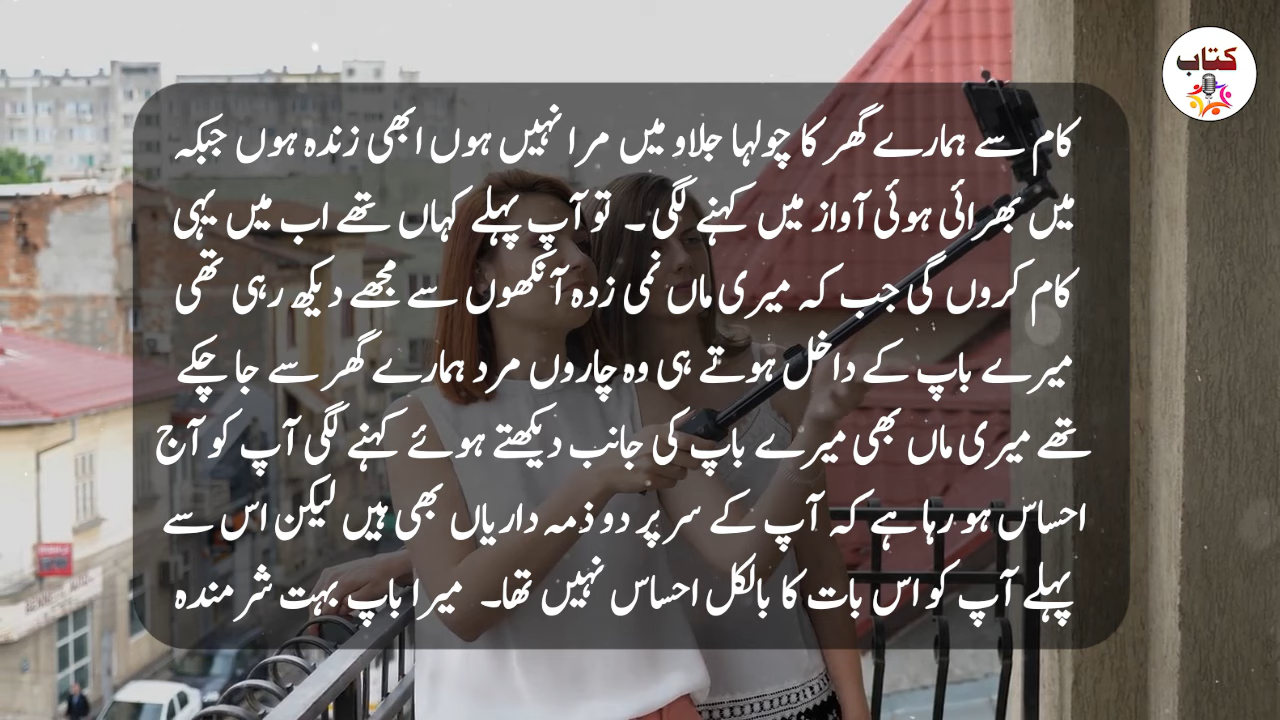 کتاب
کام سے ہمارے گھر کا چولہا جلاو میں مرا نہیں ہوں ابھی زندہ ہوں جبکہ
میں بھرائی ہوئی آواز میں کہنے لگی۔ تو آپ پہلے کہاں تھے اب میں یہی
کام کروں گی جب کہ میری ماں نمی زدہ آنکھوں سے مجھے دیکھ رہی تھی
میرے باپ کے داخل ہوتے ہی وہ چاروں مرد ہمارے گھر سے جا چکے
تھے میری ماں بھی میرے باپ کی جانب دیکھتے ہوئے کہنے لگی آپ کو آج
احساس ہو رہا ہے کہ آپ کے سر پر دو ذمہ داریاں بھی ہیں لیکن اس سے
پہلے آپ کو اس بات کا بالکل احساس نہیں تھا۔ میرا باپ بہت شرمندہ